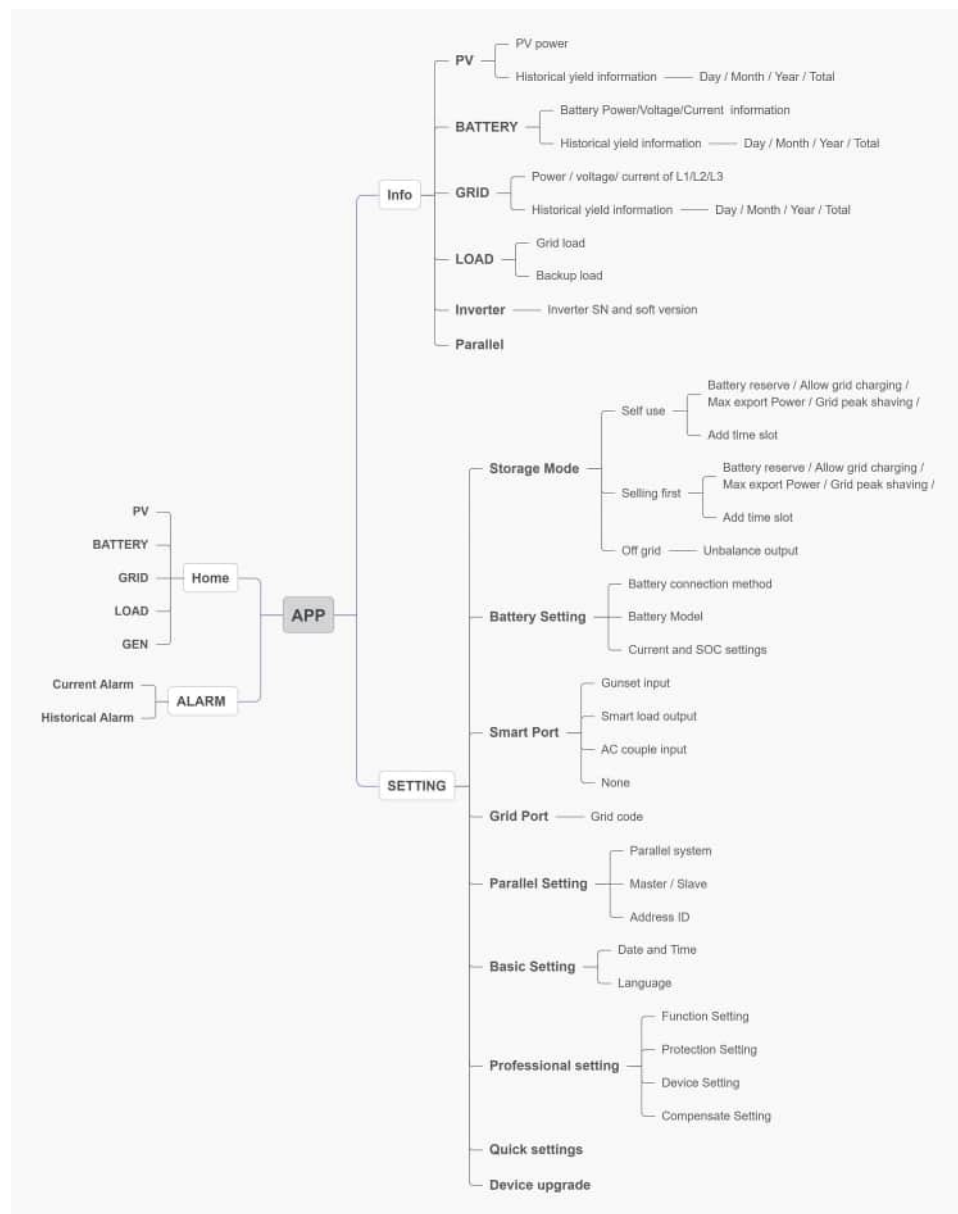 PV
PV power
Historical yield information
Day / Month / Year / Total
BATTERY
Battery Power/Voltage/Current information
Historical yield information
Day / Month / Year / Total
Info
GRID
Power / voltage/ current of L1/L2/L3
Historical yield information
Day / Month / Year / Total
LOAD
Grid load
Backup load
Inverter
Inverter SN and soft version
Parallel
Storage Mode
Self use
Battery reserve / Allow grid charging /
Max export Power / Grid peak shaving /
Add time slot
Selling first
Battery reserve / Allow grid charging /
Max export Power / Grid peak shaving /
Add time slot
Off grid
Unbalance output
PV
BATTERY
GRID
LOAD
GEN
Home
APP
Current Alarm
Historical Alarm
ALARM
SETTING
Battery Setting
Battery connection method
Battery Model
Current and SOC settings
Smart Port
Gunset input
Smart load output
AC couple input
None
Grid Port
Grid code
Parallel Setting
Parallel system
Master / Slave
Address ID
Basic Setting
Date and Time
Language
Professional setting
Function Setting
Protection Setting
Device Setting
Compensate Setting
Quick settings
Device upgrade